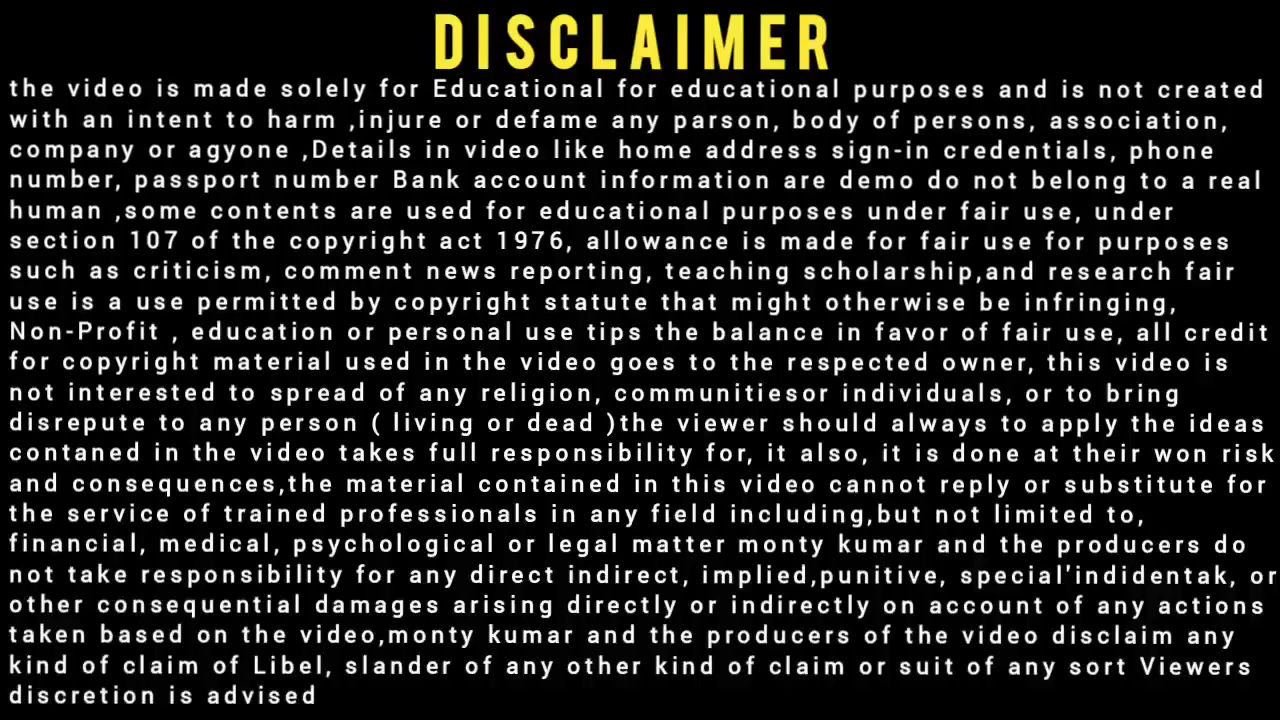 DISCLAIMER
the video is made solely for Educational for educational purposes and is not created
with an intent to harm ,injure or defame any parson, body of persons, association,
company or agyone ,Details in video like home address sign-in credentials, phone
number, passport number Bank account information are demo do not belong to a real
human ,some contents are used for educational purposes under fair use, under
section 107 of the copyright act 1976, allowance is made for fair use for purposes
such as criticism, comment news reporting, teaching scholarship,and research fair
use is a use permitted by copyright statute that might otherwise be infringing,
Non-Profit , education or personal use tips the balance in favor of fair use, all credit
for copyright material used in the video goes to the respected owner, this video is
not interested to spread of any religion, communitiesor individuals, or to bring
disrepute to any person ( living or dead )the viewer should always to apply the ideas
contaned in the video takes full responsibility for, it also, it is done at their won risk
and consequences,the material contained in this video cannot reply or substitute for
the service of trained professionals in any field including,but not limited to,
financial, medical, psychological or legal matter monty kumar and the producers do
not take responsibility for any direct indirect, implied,punitive, special'indidentak, or
other consequential damages arising directly or indirectly on account of any actions
taken based on the video,monty kumar and the producers of the video disclaim any
kind of claim of Libel, slander of any other kind of claim or suit of any sort Viewers
discretion is advised